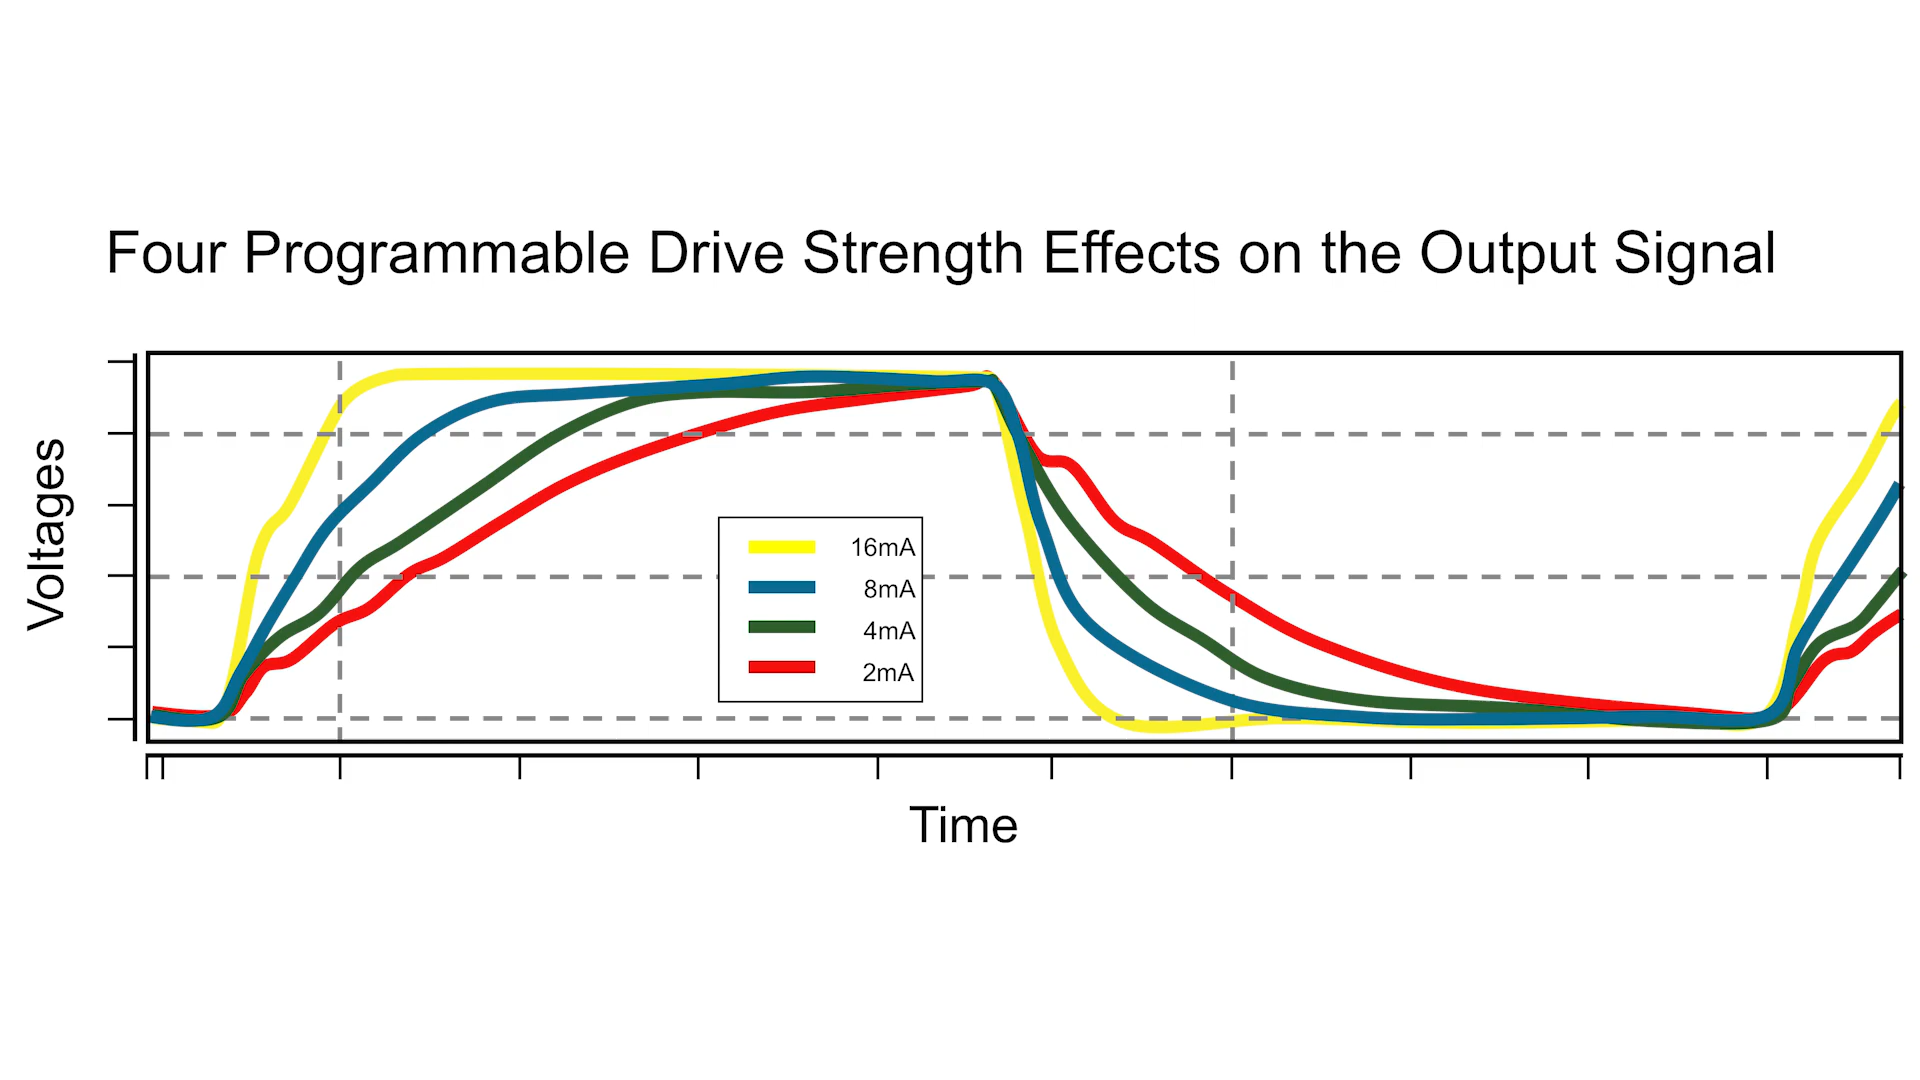 Four Programmable Drive Strength Effects on the Output Signal
Voltages
16mA
8mA
4mA
2mA
Time